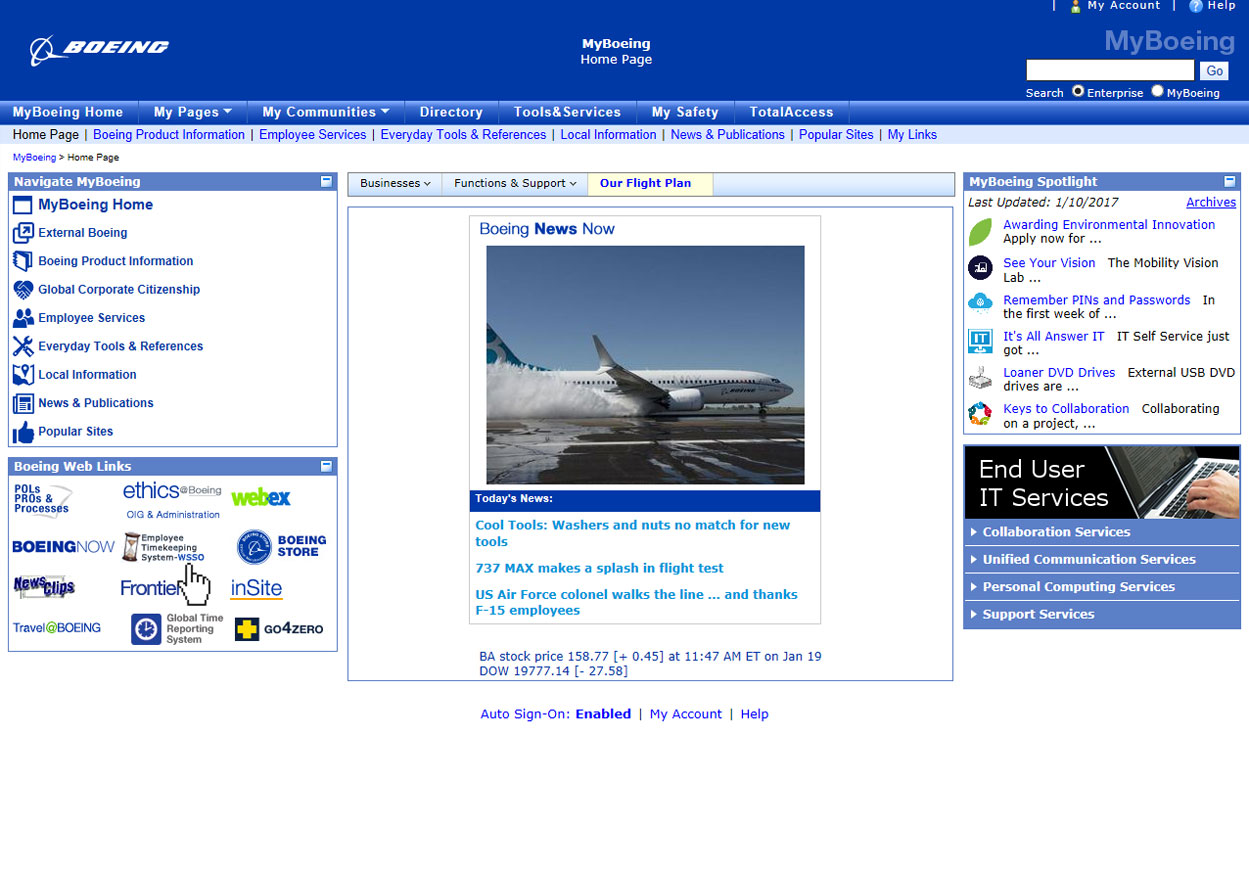 | My Account | Help
BOEING
MyBoeing
Home Page
MyBoeing
Go
Search Enterprise MyBoeing
MyBoeing Home My Pages My Communities Directory Tools&Services My Safety TotalAccess
Home Page | Boeing Product Information | Employee Services | Everyday Tools & References | Local Information | News & Publications | Popular Sites | My Links
MyBoeing > Home Page
Navigate MyBoeing
MyBoeing Home
External Boeing
Boeing Product Information
Global Corporate Citizenship
Employee Services
Everyday Tools & References
Local Information
News & Publications
Popular Sites
Boeing Web Links
POLs
PROs &
Processes
ethics@Boeing
OIG & Administration
webex
BOEINGNOW
Employee
Timekeeping
System-WSSO
BOEING
STORE
News Clips
Frontier
inSite
Travel@BOEING
Global Time
Reporting
System
GO4ZERO
Businesses Functions & Support Our Flight Plan
Boeing News Now
BOEING
Today's News:
Cool Tools: Washers and nuts no match for new
tools
737 MAX makes a splash in flight test
US Air Force colonel walks the line ... and thanks
F-15 employees
BA stock price 158.77 [+ 0.45] at 11:47 AM ET on Jan 19
DOW 19777.14 [- 27.58]
Auto Sign-On: Enabled | My Account | Help
MyBoeing Spotlight
Last Updated: 1/10/2017 Archives
Awarding Environmental Innovation
Apply now for ...
See Your Vision The Mobility Vision
Lab ...
Remember PINs and Passwords In
the first week of ...
IT
It's All Answer IT IT Self Service just
got ...
Loaner DVD Drives External USB DVD
drives are ...
Keys to Collaboration Collaborating
on a project, ...
End User
IT Services
Collaboration Services
Unified Communication Services
Personal Computing Services
Support Services